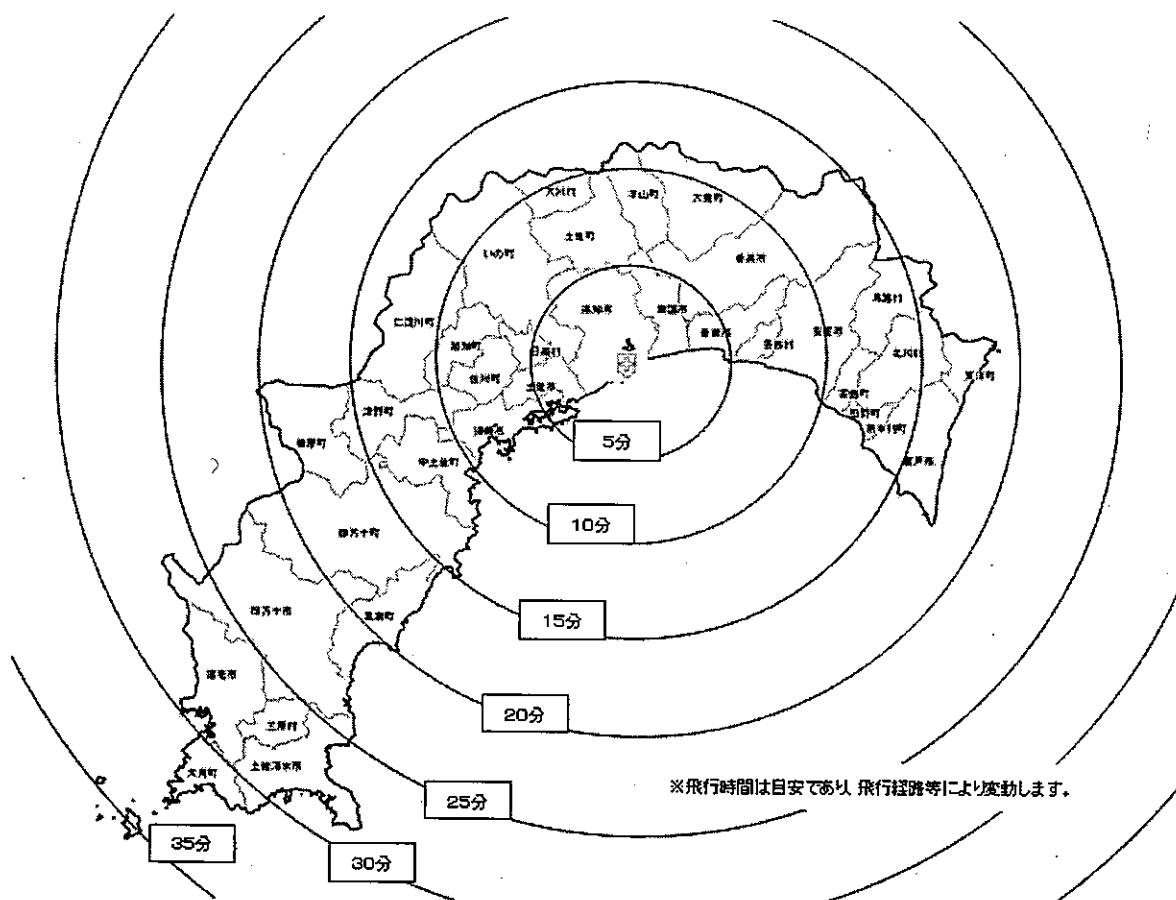 大川村
本山町
大豊町
土佐町
いの町
香美市
高知市
南国市
馬路村
仁淀川町
香南市
芸西村
安芸市
越知町
日高村
北川村
東洋町
佐川町
土佐市
安田町
津野町
田野町
奈半利町
須崎市
梼原町
中土佐町
室戸市
5分
10分
四万十町
15分
四万十市
黒潮町
宿毛市
20分
三原村
大月町
土佐清水市
25分
※飛行時間は目安であり、飛行経路等により変動します。
35分
30分